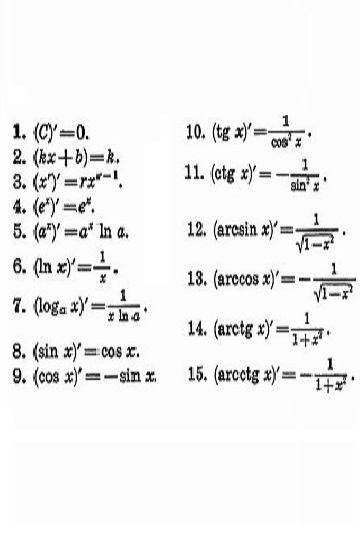 1. (C)′=0.
2. (kx+b)=k.
3. (xʳ)′=rxʳ⁻¹.
4. (eˣ)′=eˣ.
5. (aˣ)′=aˣ ln a.
6. (ln x)′=1/x.
7. (logₐ x)′=1/(x ln a).
8. (sin x)′=cos x.
9. (cos x)′=−sin x.
10. (tg x)′=1/cos² x.
11. (ctg x)′=−1/sin² x.
12. (arcsin x)′=1/√(1−x²).
13. (arccos x)′=−1/√(1−x²)
14. (arctg x)′=1/(1+x²).
15. (arcctg x)′=−1/(1+x²).